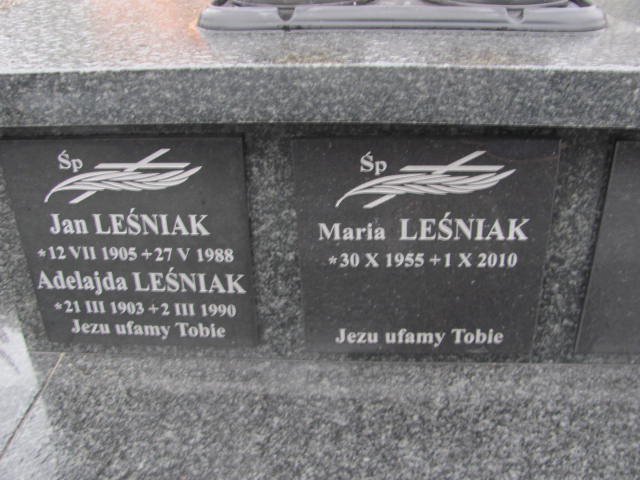 Śp
Jan LEŚNIAK
*12 VII 1905 +27 V 1988
Adelajda LEŚNIAK
*21 III 1903 +2 III 1990
Jezu ufamy Tobie
Śp
Maria LEŚNIAK
*30 X 1955 +1 X 2010
Jezu ufamy Tobie